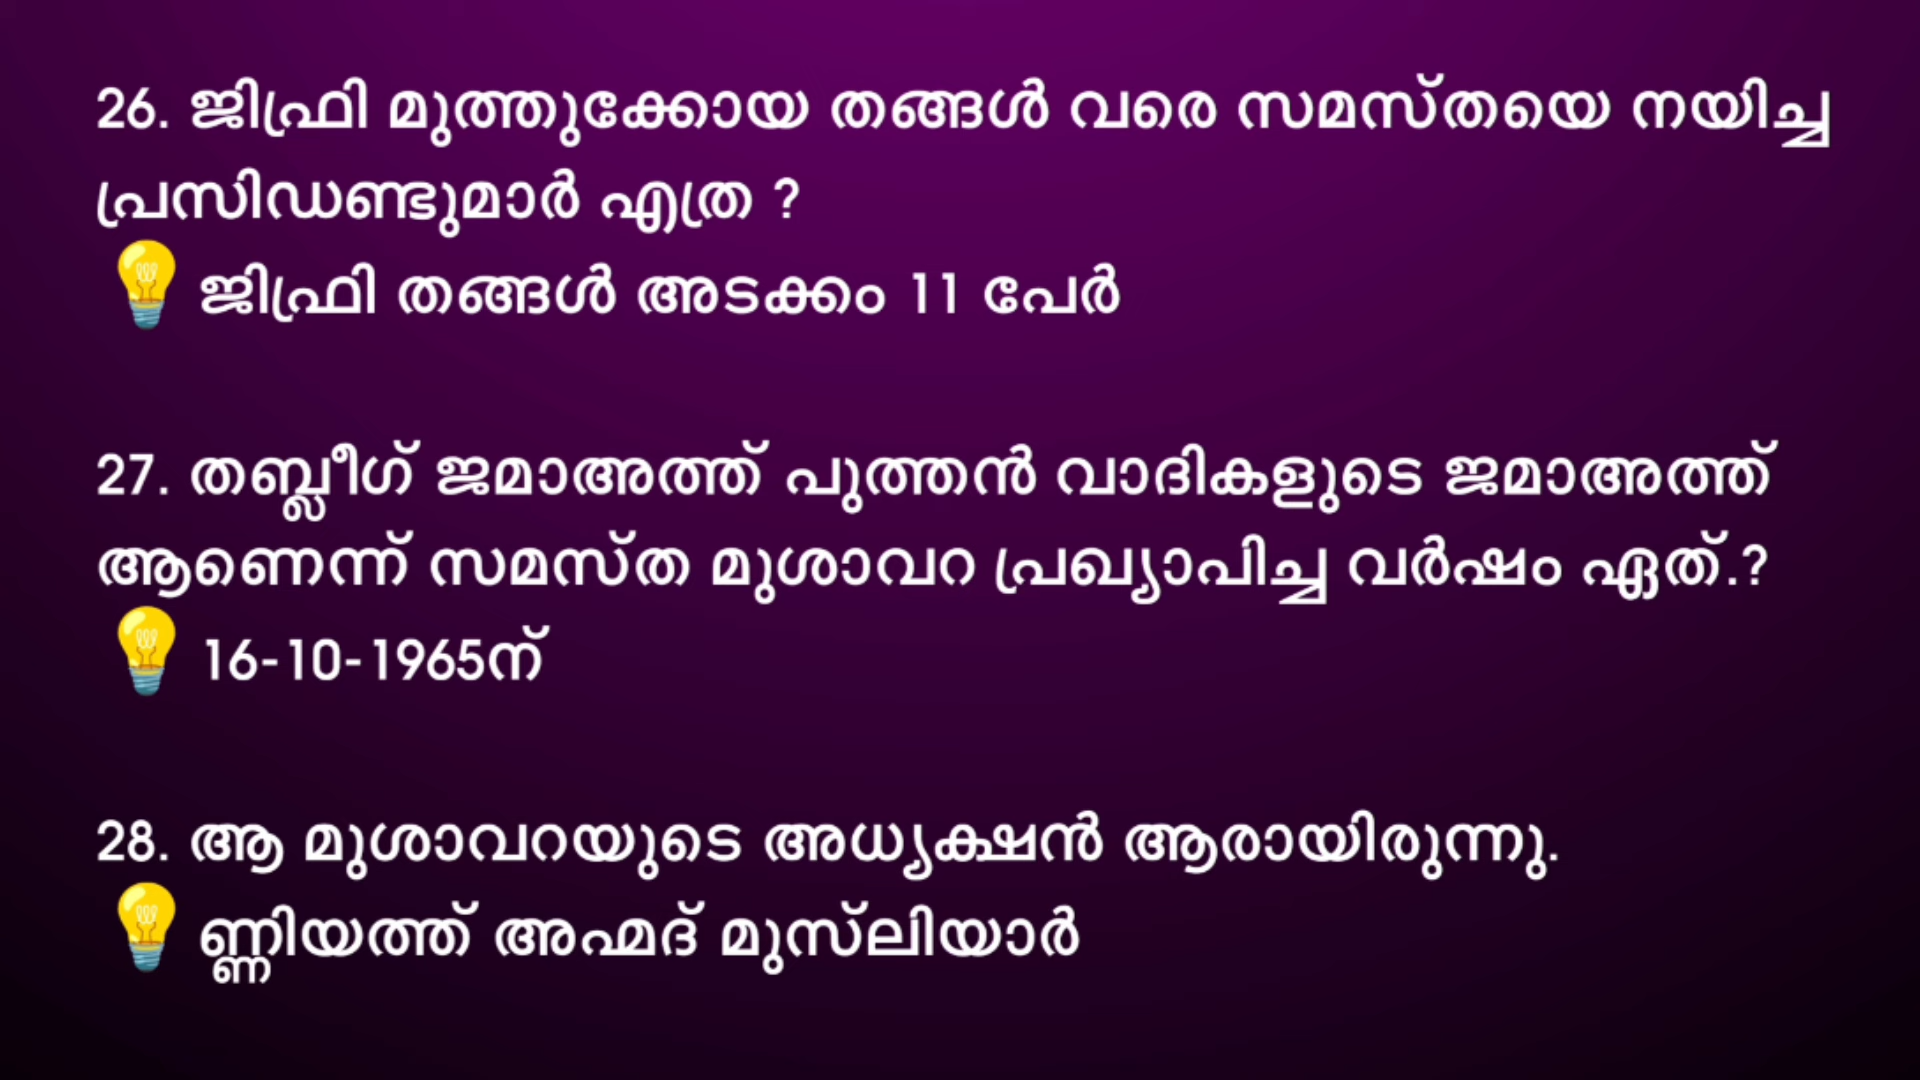 26. ജിഫ്രി മുത്തുക്കോയ തങ്ങൾ വരെ സമസ്തയെ നയിച്ച
പ്രസിഡണ്ടുമാർ എത്ര ?
💡 ജിഫ്രി തങ്ങൾ അടക്കം 11 പേർ
27. തബ്ലീഗ് ജമാഅത്ത് പുത്തൻ വാദികളുടെ ജമാഅത്ത്
ആണെന്ന് സമസ്ത മുശാവറ പ്രഖ്യാപിച്ച വർഷം ഏത്.?
💡 16-10-1965ന്
28. ആ മുശാവറയുടെ അധ്യക്ഷൻ ആരായിരുന്നു.
💡 ണ്ണിയത്ത് അഹ്മദ് മുസ്‌ലിയാർ